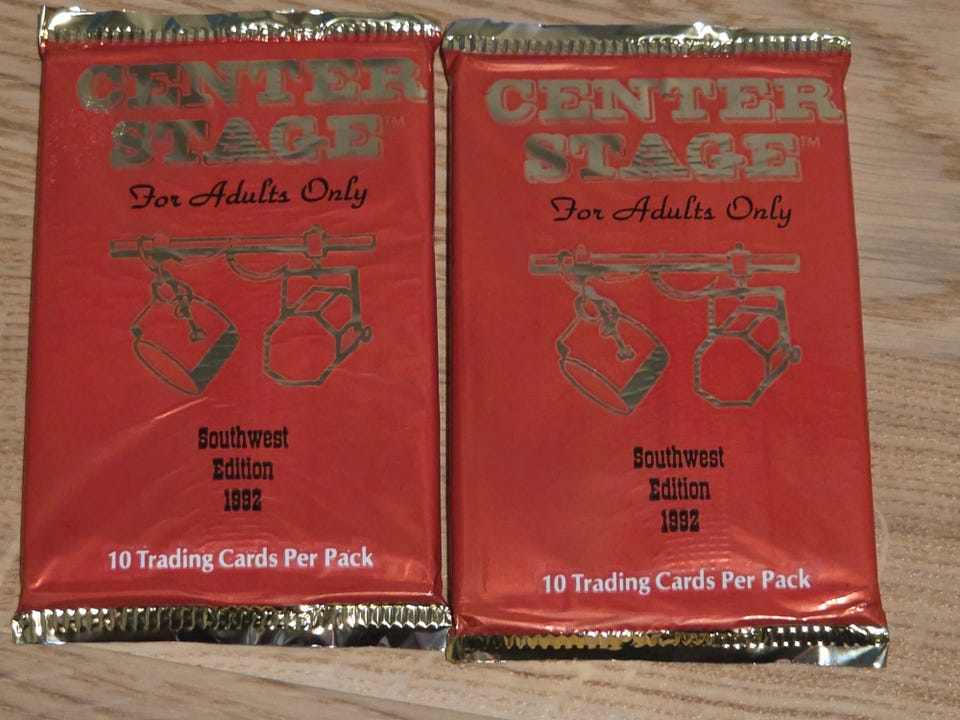 CENTER
STAGE™
For Adults Only
Southwest
Edition
1992
10 Trading Cards Per Pack
CENTER
STAGE™
For Adults Only
Southwest
Edition
1992
10 Trading Cards Per Pack